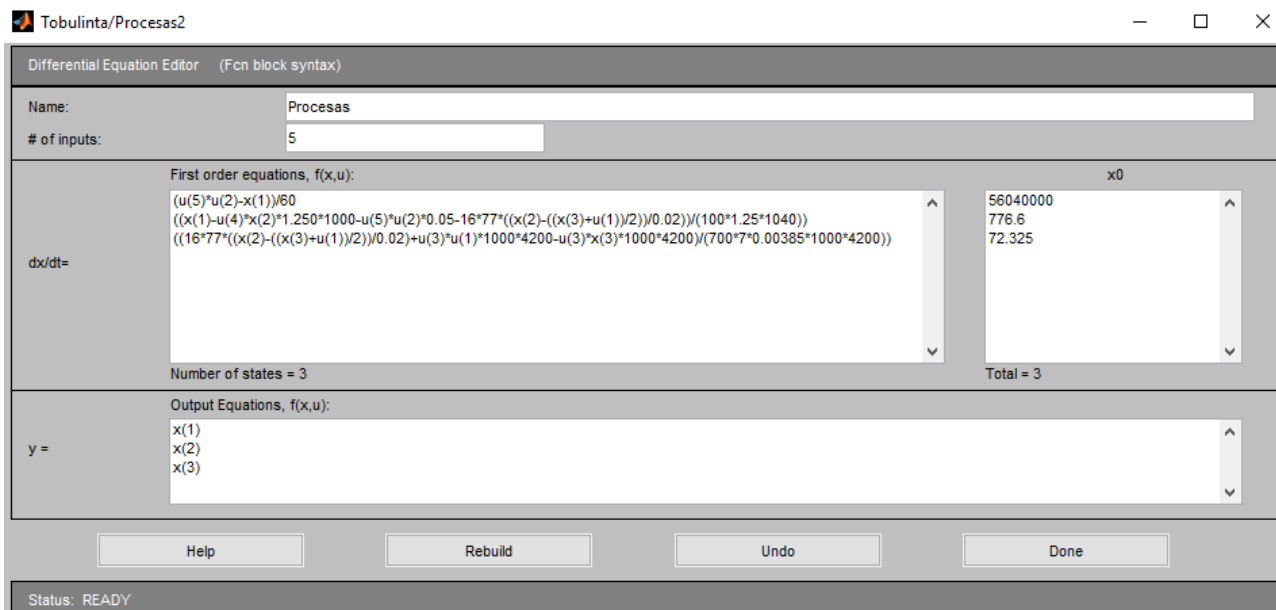 Tobulinta/Procesas2
Differential Equation Editor (Fcn block syntax)
Name: Procesas
# of inputs: 5
First order equations, f(x,u): x0
dx/dt=
(u(5)*u(2)-x(1))/60
((x(1)-u(4)*x(2)*1.250*1000-u(5)*u(2)*0.05-16*77*((x(2)-((x(3)+u(1))/2))/0.02))/(100*1.25*1040))
((16*77*((x(2)-((x(3)+u(1))/2))/0.02)+u(3)*u(1)*1000*4200-u(3)*x(3)*1000*4200)/(700*7*0.00385*1000*4200))
56040000
776.6
72.325
Number of states = 3 Total = 3
Output Equations, f(x,u):
y =
x(1)
x(2)
x(3)
Help Rebuild Undo Done
Status: READY